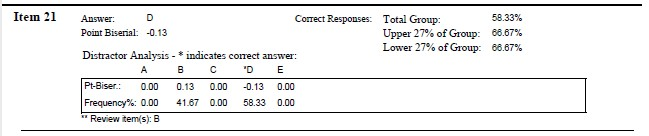 Item 21 Answer: D Correct Responses: Total Group: 58.33%
Point Biserial: -0.13 Upper 27% of Group: 66.67%
Lower 27% of Group: 66.67%
Distractor Analysis - * indicates correct answer:
A B C *D E
Pt-Biser.: 0.00 0.13 0.00 -0.13 0.00
Frequency%: 0.00 41.67 0.00 58.33 0.00
** Review item(s): B